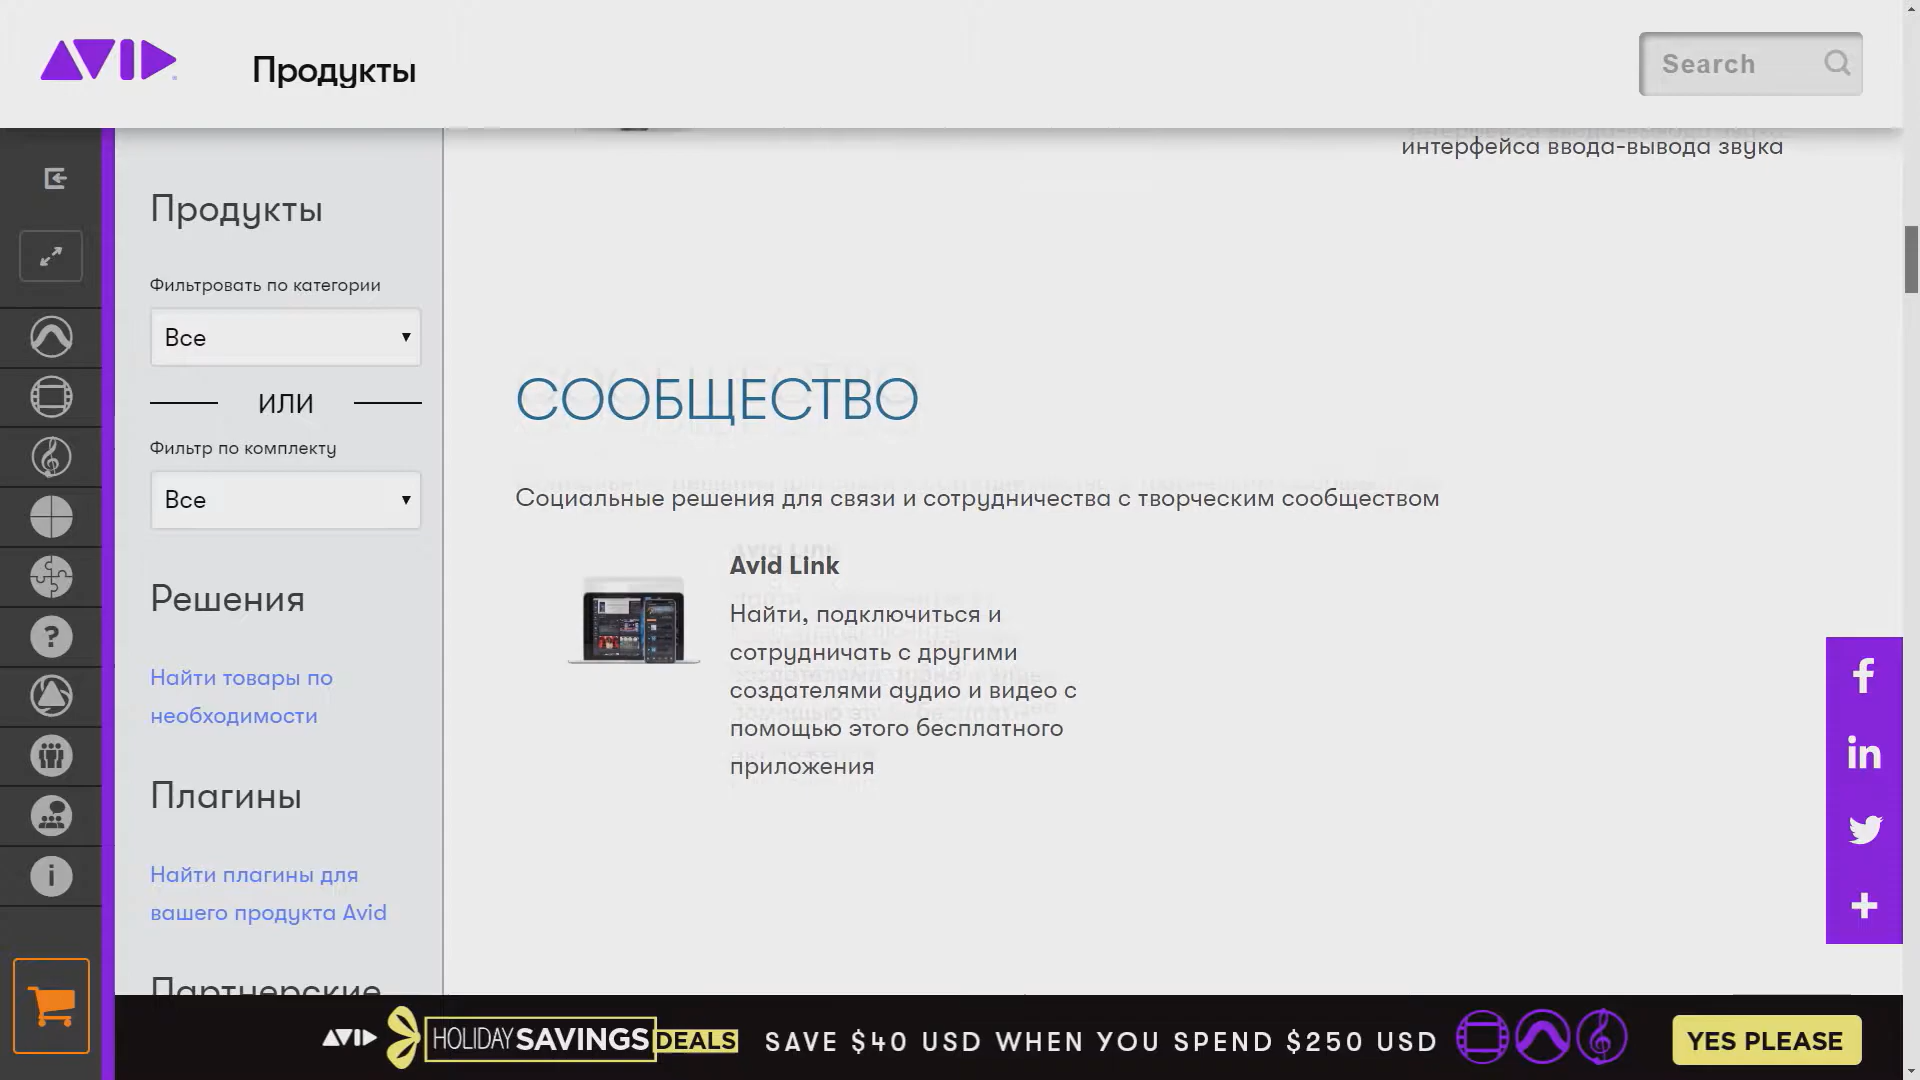 AVID
Продукты
Search
интерфейса ввода-вывода звука
Продукты
Фильтровать по категории
Все
ИЛИ
Фильтр по комплекту
Все
Решения
Найти товары по
необходимости
Плагины
Найти плагины для
вашего продукта Avid
Партнерские
СООБЩЕСТВО
Социальные решения для связи и сотрудничества с творческим сообществом
Avid Link
Найти, подключиться и
сотрудничать с другими
создателями аудио и видео с
помощью этого бесплатного
приложения
AVID HOLIDAY SAVINGS DEALS SAVE $40 USD WHEN YOU SPEND $250 USD YES PLEASE